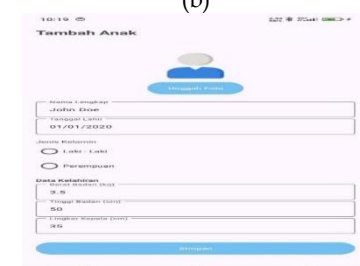 (b)
10:19
Tambah Anak
Unggah Foto
Nama Lengkap
John Doe
Tanggal Lahir
01/01/2020
Jenis Kelamin
Laki - Laki
Perempuan
Data Kelahiran
Berat Badan (kg)
3.5
Tinggi Badan (cm)
50
Lingkar Kepala (cm)
35
Simpan